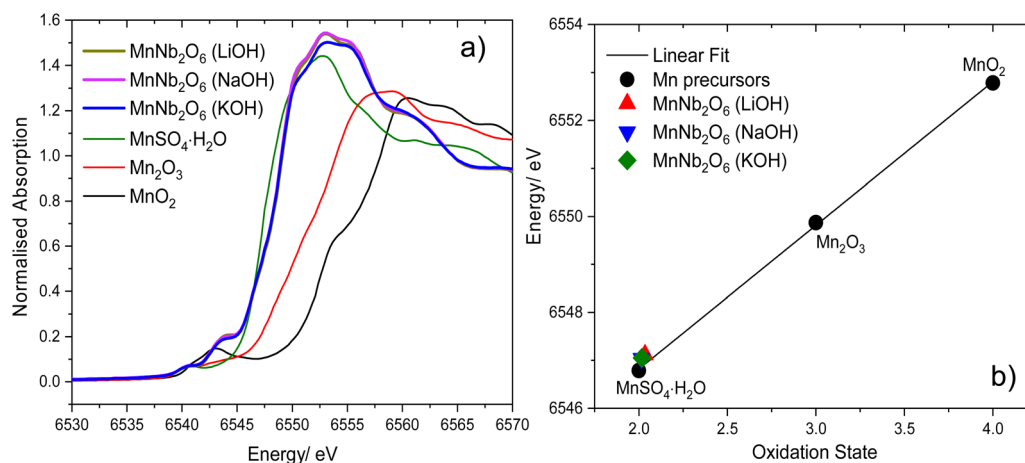 a)
MnNb₂O₆ (LiOH)
MnNb₂O₆ (NaOH)
MnNb₂O₆ (KOH)
MnSO₄·H₂O
Mn₂O₃
MnO₂
Normalised Absorption
1.6
1.4
1.2
1.0
0.8
0.6
0.4
0.2
0.0
6530 6535 6540 6545 6550 6555 6560 6565 6570
Energy/ eV
b)
Linear Fit
Mn precursors
MnNb₂O₆ (LiOH)
MnNb₂O₆ (NaOH)
MnNb₂O₆ (KOH)
MnO₂
Mn₂O₃
MnSO₄·H₂O
Energy/ eV
6554
6552
6550
6548
6546
2.0 2.5 3.0 3.5 4.0
Oxidation State